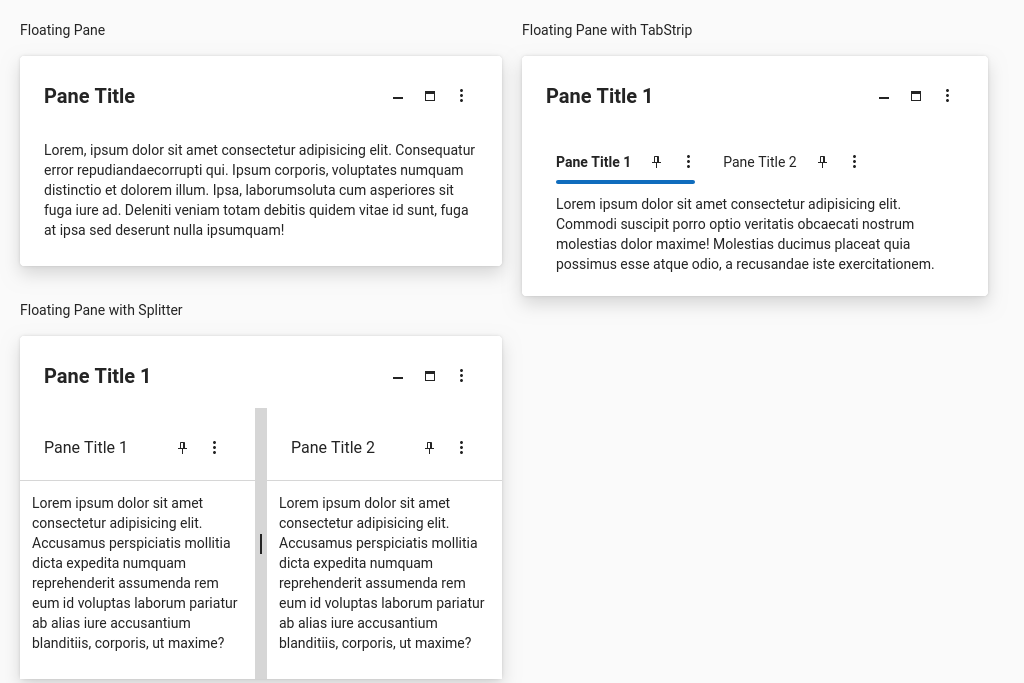 Floating Pane
Pane Title
Lorem, ipsum dolor sit amet consectetur adipisicing elit. Consequatur
error repudiandaecorrupti qui. Ipsum corporis, voluptates numquam
distinctio et dolorem illum. Ipsa, laborumsoluta cum asperiores sit
fuga iure ad. Deleniti veniam totam debitis quidem vitae id sunt, fuga
at ipsa sed deserunt nulla ipsumquam!
Floating Pane with TabStrip
Pane Title 1
Pane Title 1 Pane Title 2
Lorem ipsum dolor sit amet consectetur adipisicing elit.
Commodi suscipit porro optio veritatis obcaecati nostrum
molestias dolor maxime! Molestias ducimus placeat quia
possimus esse atque odio, a recusandae iste exercitationem.
Floating Pane with Splitter
Pane Title 1
Pane Title 1
Lorem ipsum dolor sit amet
consectetur adipisicing elit.
Accusamus perspiciatis mollitia
dicta expedita numquam
reprehenderit assumenda rem
eum id voluptas laborum pariatur
ab alias iure accusantium
blanditiis, corporis, ut maxime?
Pane Title 2
Lorem ipsum dolor sit amet
consectetur adipisicing elit.
Accusamus perspiciatis mollitia
dicta expedita numquam
reprehenderit assumenda rem
eum id voluptas laborum pariatur
ab alias iure accusantium
blanditiis, corporis, ut maxime?